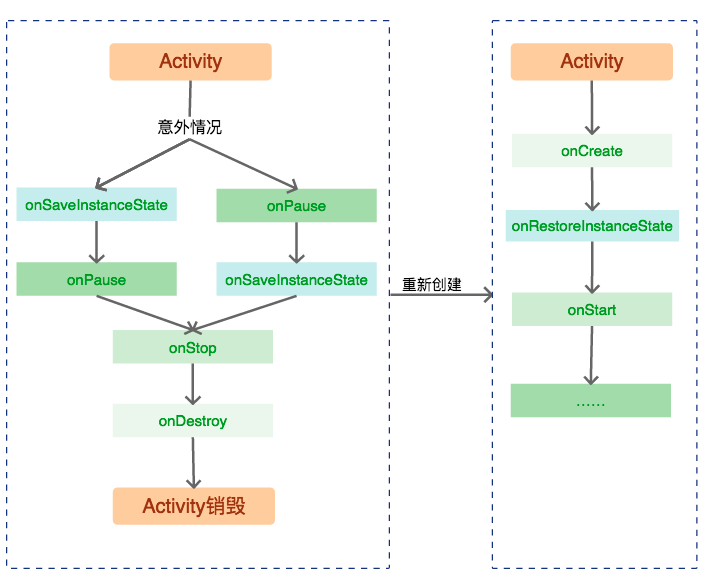 Activity
意外情况
onSaveInstanceState
onPause
onPause
onSaveInstanceState
onStop
onDestroy
Activity销毁
重新创建
Activity
onCreate
onRestoreInstanceState
onStart
......